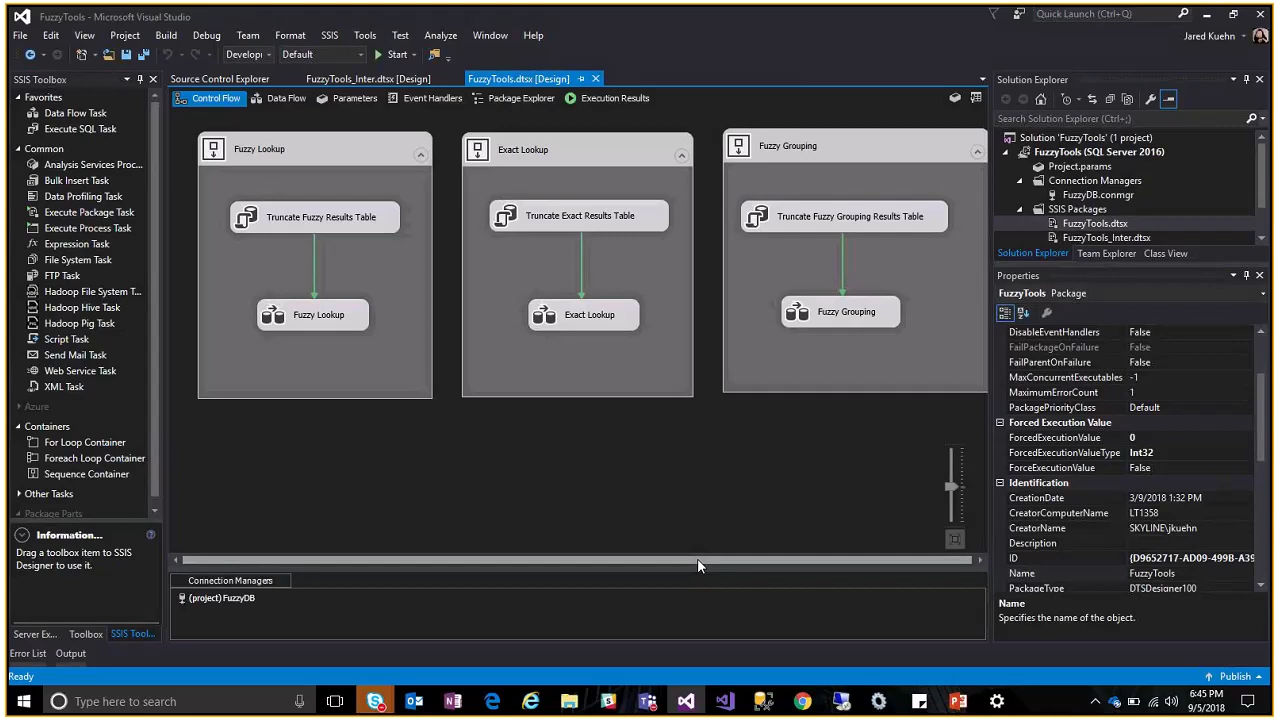 FuzzyTools - Microsoft Visual Studio
Quick Launch (Ctrl+Q)
File Edit View Project Build Debug Team Format SSIS Tools Test Analyze Window Help
Jared Kuehn
Develop Default Start
SSIS Toolbox
Source Control Explorer FuzzyTools_Inter.dtsx [Design] FuzzyTools.dtsx [Design]
Solution Explorer
Favorites
Control Flow Data Flow Parameters Event Handlers Package Explorer Execution Results
Data Flow Task
Execute SQL Task
Common
Analysis Services Proc...
Bulk Insert Task
Data Profiling Task
Execute Package Task
Execute Process Task
Expression Task
File System Task
FTP Task
Hadoop File System T...
Hadoop Hive Task
Hadoop Pig Task
Script Task
Send Mail Task
Web Service Task
XML Task
Azure
Containers
For Loop Container
Foreach Loop Container
Sequence Container
Other Tasks
Package Parts
Information...
Drag a toolbox item to SSIS
Designer to use it.
Server Ex... Toolbox SSIS Tool...
Fuzzy Lookup
Truncate Fuzzy Results Table
Fuzzy Lookup
Exact Lookup
Truncate Exact Results Table
Exact Lookup
Fuzzy Grouping
Truncate Fuzzy Grouping Results Table
Fuzzy Grouping
Connection Managers
(project) FuzzyDB
Search Solution Explorer (Ctrl+;)
Solution 'FuzzyTools' (1 project)
FuzzyTools (SQL Server 2016)
Project.params
Connection Managers
FuzzyDB.conmgr
SSIS Packages
FuzzyTools.dtsx
FuzzyTools_Inter.dtsx
Solution Explorer Team Explorer Class View
Properties
FuzzyTools Package
DisableEventHandlers False
FailPackageOnFailure False
FailParentOnFailure False
MaxConcurrentExecutables -1
MaximumErrorCount 1
PackagePriorityClass Default
Forced Execution Value
ForcedExecutionValue 0
ForcedExecutionValueType Int32
ForceExecutionValue False
Identification
CreationDate 3/9/2018 1:32 PM
CreatorComputerName LT1358
CreatorName SKYLINE\jkuehn
Description
ID {D9652717-AD09-499B-A39
Name FuzzyTools
PackageType DTSDesigner100
Name
Specifies the name of the object.
Error List Output
Ready
Publish
Type here to search
6:45 PM
9/5/2018